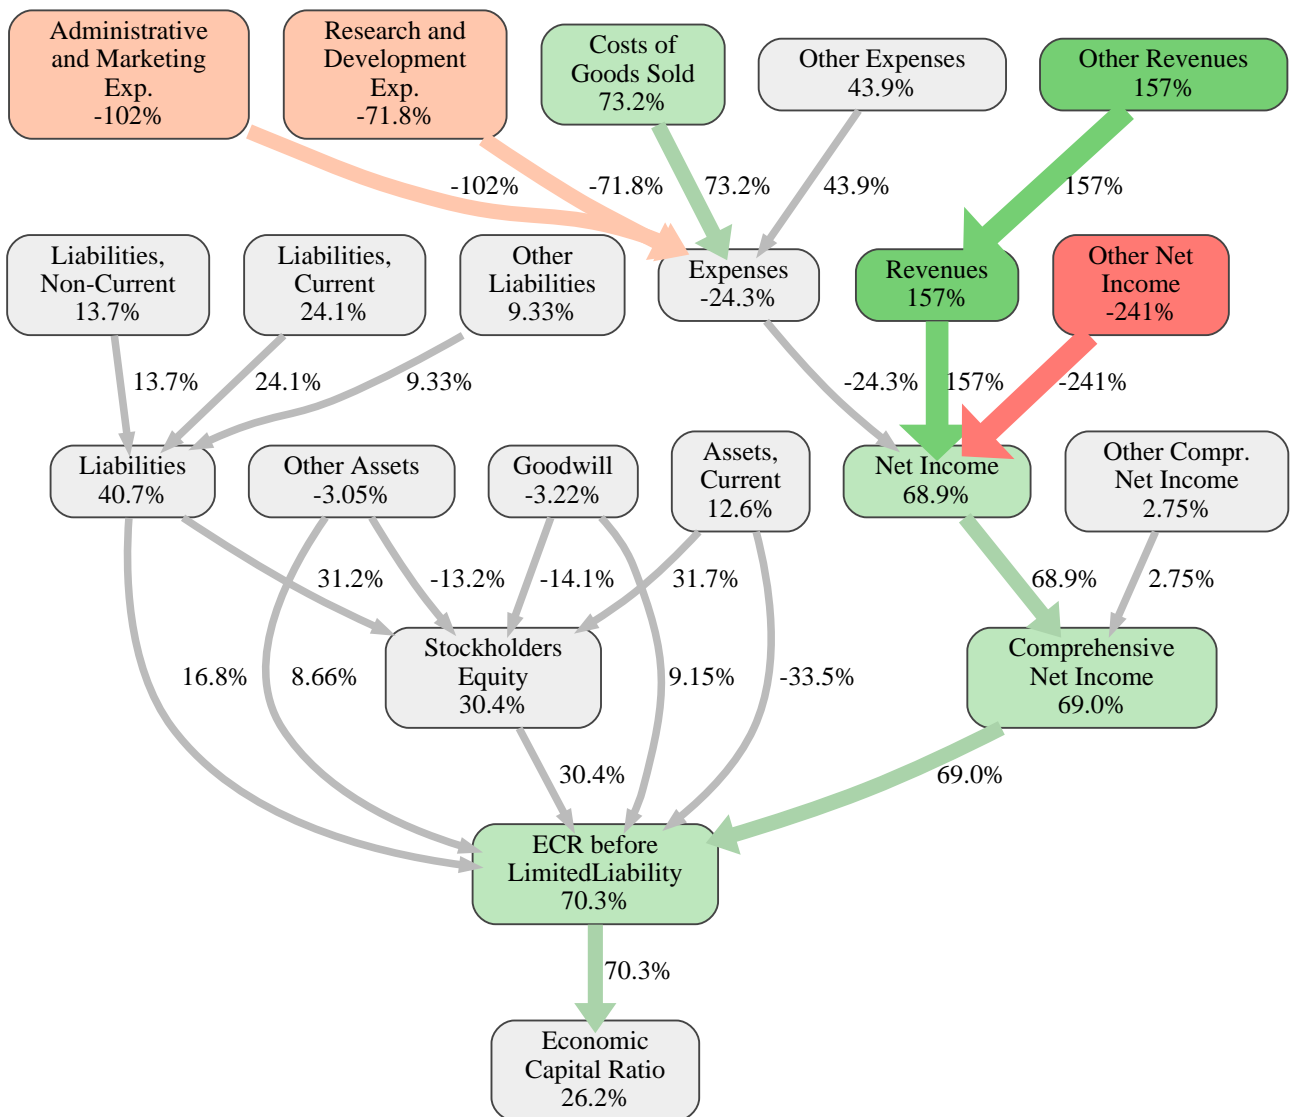 Administrative
and Marketing
Exp.
-102%
Research and
Development
Exp.
-71.8%
Costs of
Goods Sold
73.2%
Other Expenses
43.9%
Other Revenues
157%
-102%
-71.8%
73.2%
43.9%
157%
Liabilities,
Non-Current
13.7%
Liabilities,
Current
24.1%
Other
Liabilities
9.33%
Expenses
-24.3%
Revenues
157%
Other Net
Income
-241%
13.7%
24.1%
9.33%
-24.3%
157%
-241%
Liabilities
40.7%
Other Assets
-3.05%
Goodwill
-3.22%
Assets,
Current
12.6%
Net Income
68.9%
Other Compr.
Net Income
2.75%
31.2%
-13.2%
-14.1%
31.7%
68.9%
2.75%
Stockholders
Equity
30.4%
Comprehensive
Net Income
69.0%
16.8%
8.66%
9.15%
-33.5%
30.4%
69.0%
ECR before
LimitedLiability
70.3%
70.3%
Economic
Capital Ratio
26.2%